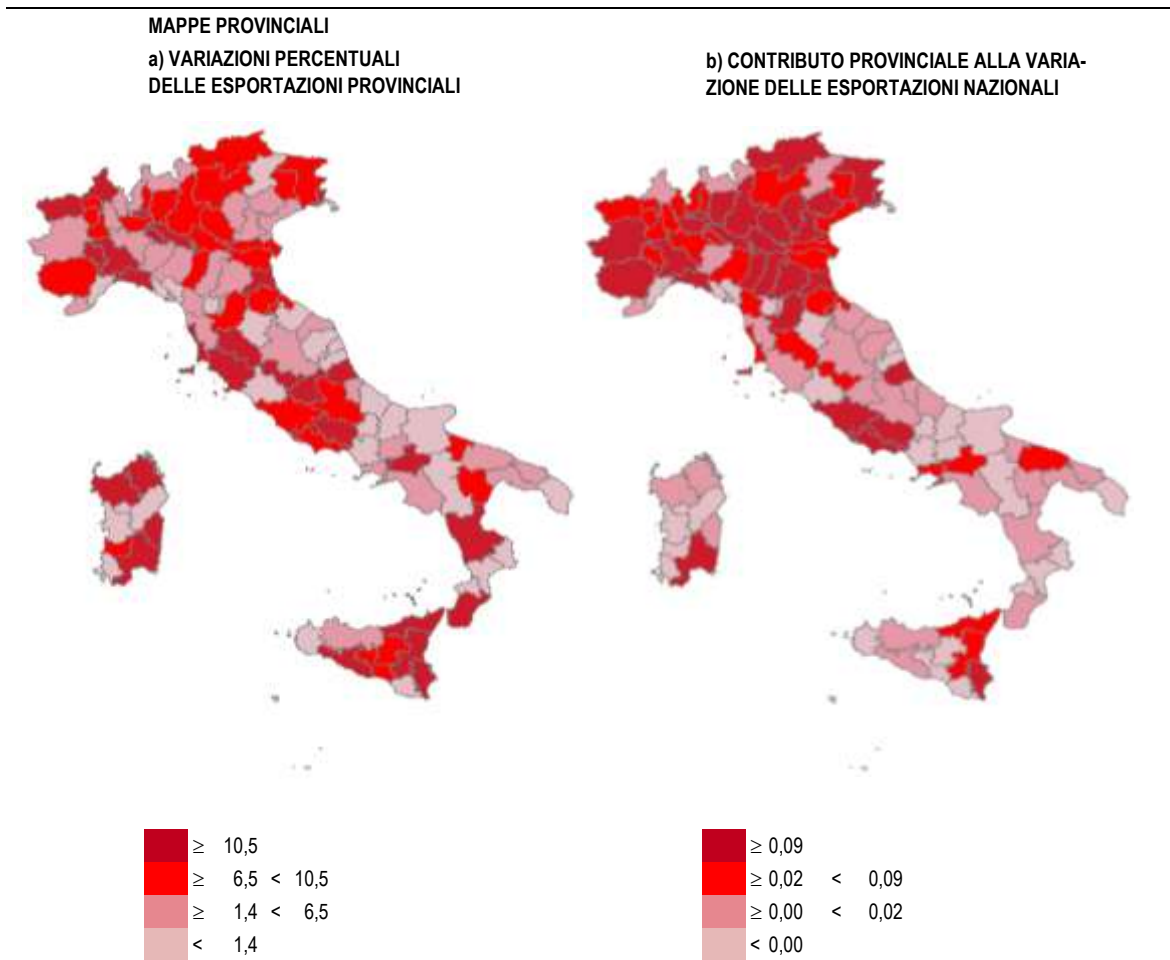 MAPPE PROVINCIALI
a) VARIAZIONI PERCENTUALI
DELLE ESPORTAZIONI PROVINCIALI
b) CONTRIBUTO PROVINCIALE ALLA VARIA-
ZIONE DELLE ESPORTAZIONI NAZIONALI
≥ 10,5
≥ 6,5 < 10,5
≥ 1,4 < 6,5
< 1,4
≥ 0,09
≥ 0,02 < 0,09
≥ 0,00 < 0,02
< 0,00